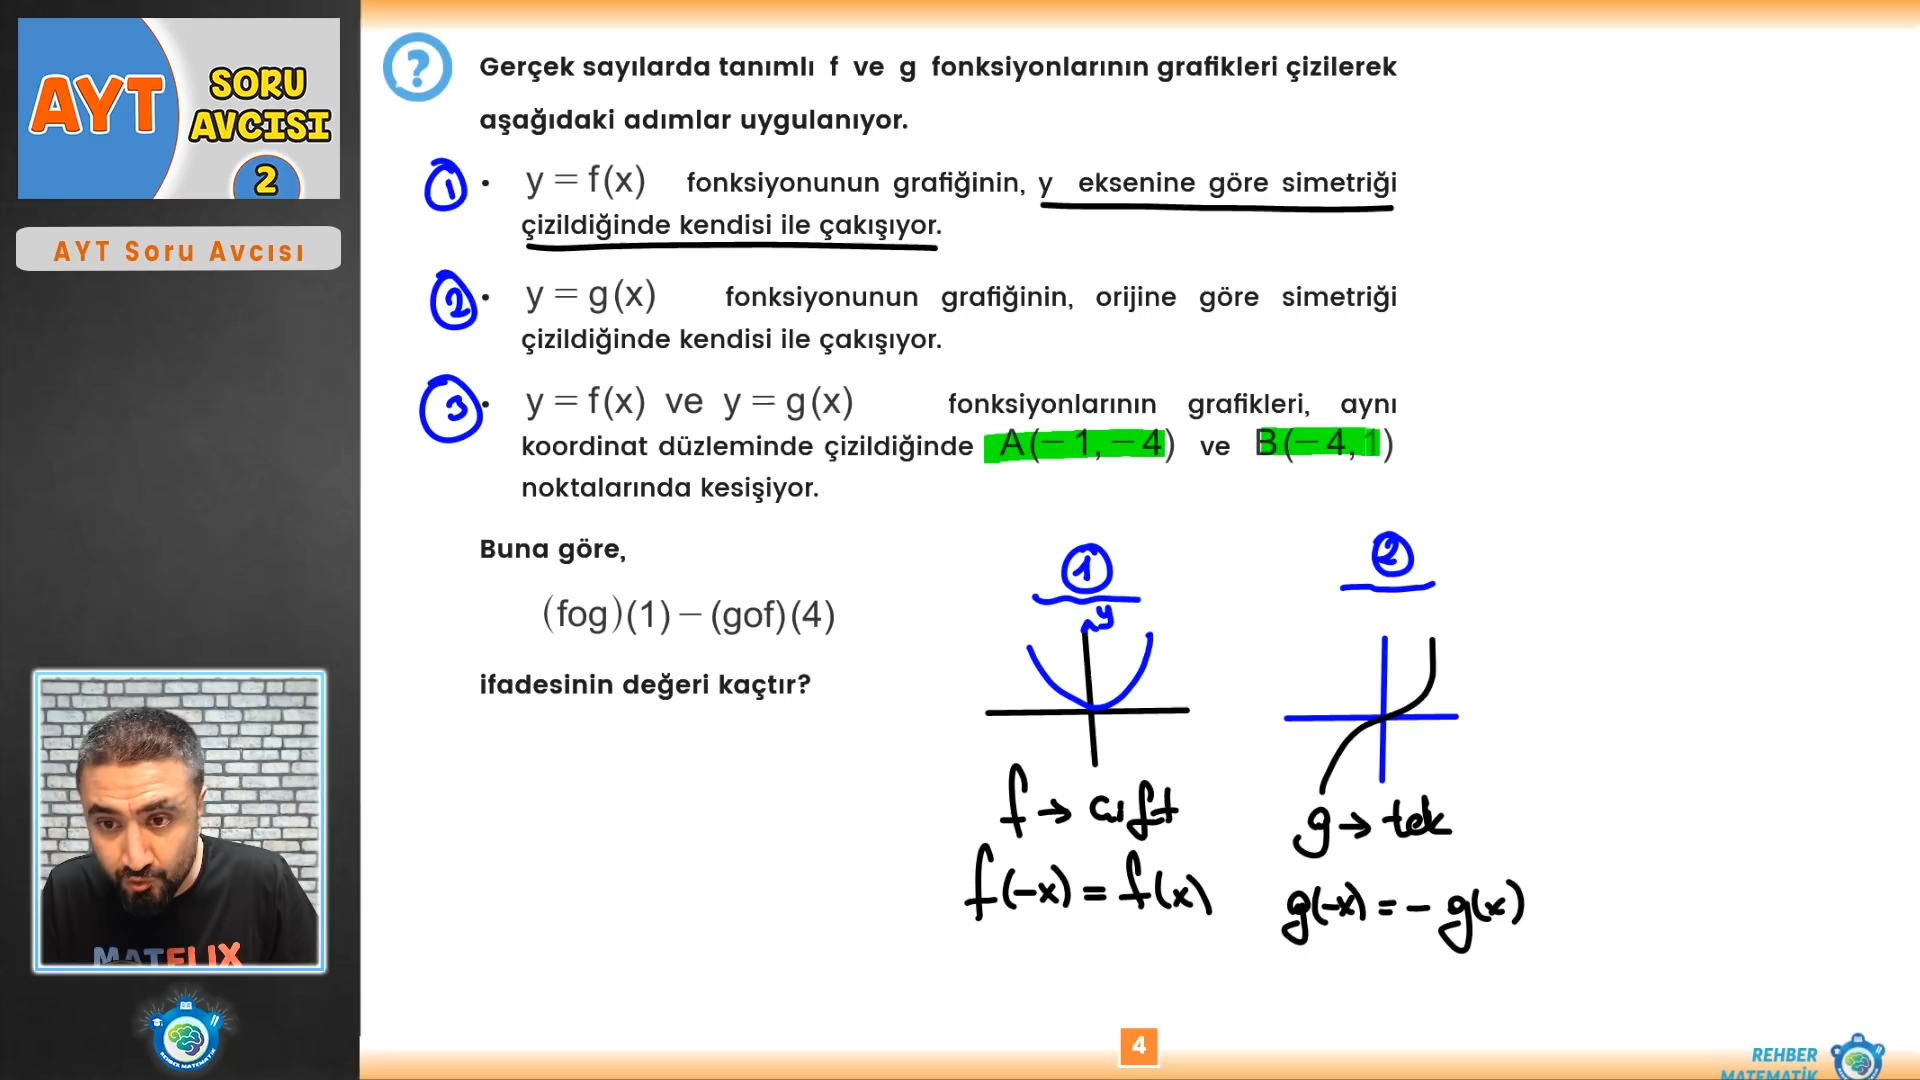 AYT
SORU
AVCISI
2
AYT Soru Avcısı
Gerçek sayılarda tanımlı f ve g fonksiyonlarının grafikleri çizilerek
aşağıdaki adımlar uygulanıyor.
1 • y = f(x) fonksiyonunun grafiğinin, y eksenine göre simetriği
çizildiğinde kendisi ile çakışıyor.
2 • y = g(x) fonksiyonunun grafiğinin, orijine göre simetriği
çizildiğinde kendisi ile çakışıyor.
3 • y = f(x) ve y = g(x) fonksiyonlarının grafikleri, aynı
koordinat düzleminde çizildiğinde A(−1, −4) ve B(−4, 1)
noktalarında kesişiyor.
Buna göre,
(fog)(1) − (gof)(4)
ifadesinin değeri kaçtır?
1
y
f → çift
f(-x) = f(x)
2
g → tek
g(-x) = - g(x)
MATFLIX
REHBER MATEMATİK
4
REHBER
MATEMATİK